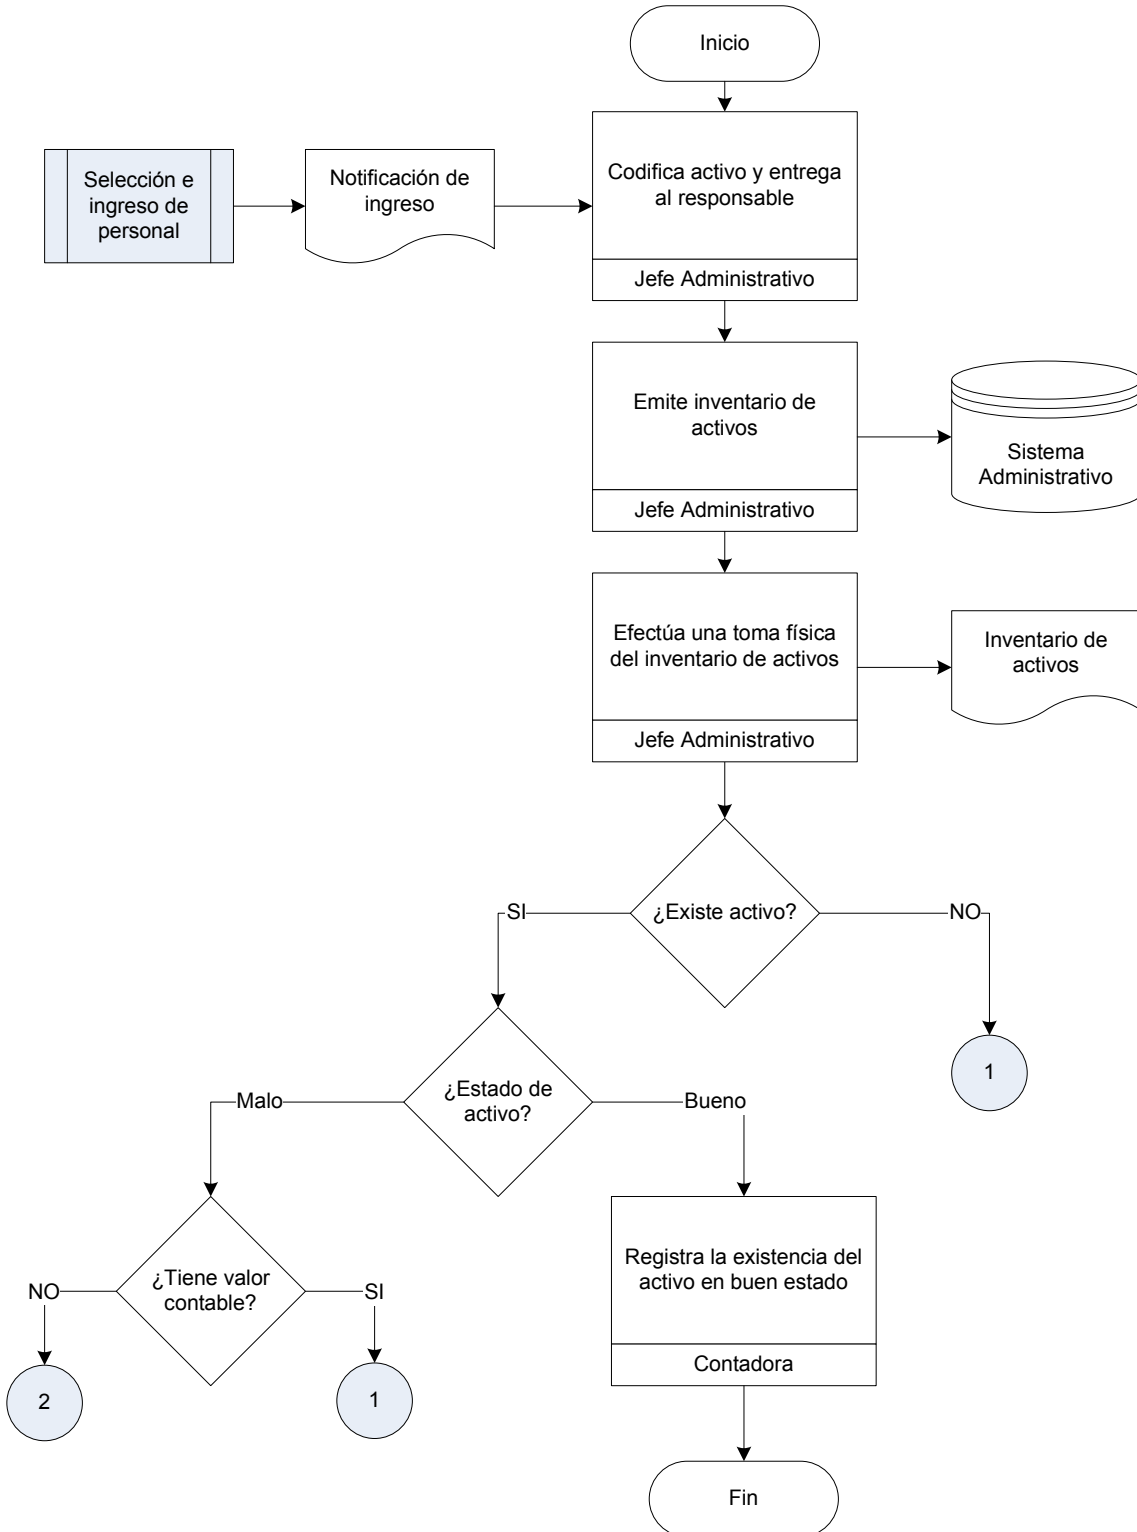 Inicio
Selección e
ingreso de
personal
Notificación de
ingreso
Codifica activo y entrega
al responsable
Jefe Administrativo
Emite inventario de
activos
Jefe Administrativo
Sistema
Administrativo
Efectúa una toma física
del inventario de activos
Jefe Administrativo
Inventario de
activos
¿Existe activo?
SI
NO
1
¿Estado de
activo?
Malo
Bueno
¿Tiene valor
contable?
NO
SI
2
1
Registra la existencia del
activo en buen estado
Contadora
Fin